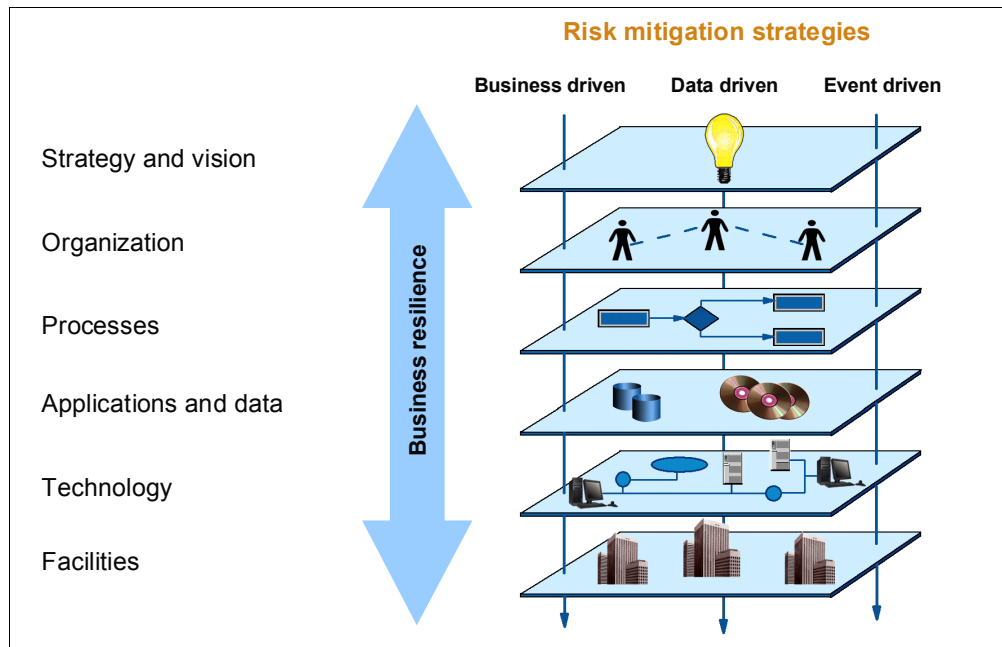 Risk mitigation strategies
Business driven
Data driven
Event driven
Strategy and vision
Organization
Processes
Applications and data
Technology
Facilities
Business resilience